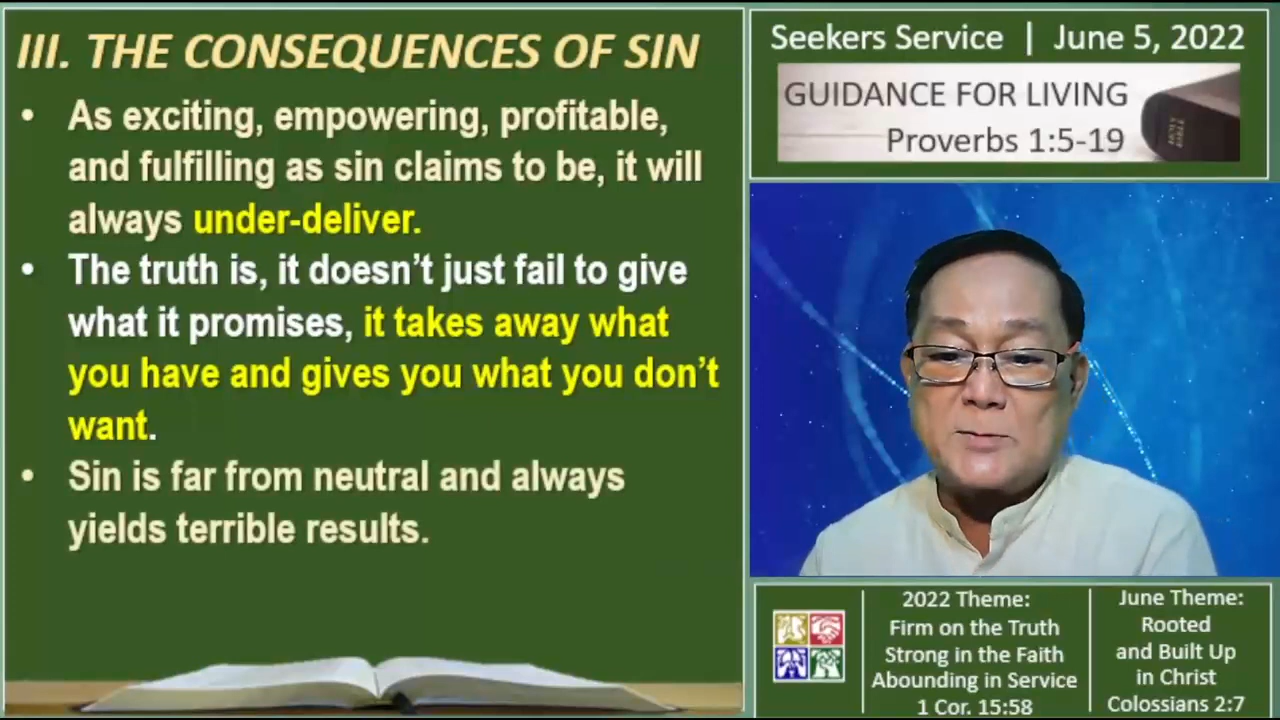 III. THE CONSEQUENCES OF SIN
• As exciting, empowering, profitable,
and fulfilling as sin claims to be, it will
always under-deliver.
• The truth is, it doesn’t just fail to give
what it promises, it takes away what
you have and gives you what you don’t
want.
• Sin is far from neutral and always
yields terrible results.
Seekers Service | June 5, 2022
GUIDANCE FOR LIVING
Proverbs 1:5-19
2022 Theme:
Firm on the Truth
Strong in the Faith
Abounding in Service
1 Cor. 15:58
June Theme:
Rooted
and Built Up
in Christ
Colossians 2:7